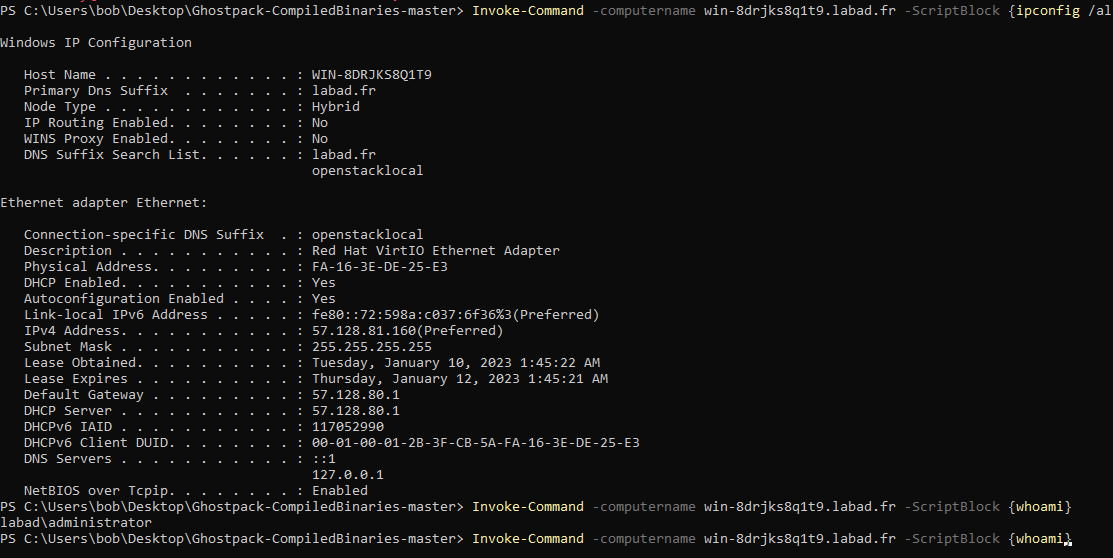 PS C:\Users\bob\Desktop\Ghostpack-CompiledBinaries-master> Invoke-Command -computername win-8drjks8q1t9.labad.fr -ScriptBlock {ipconfig /al
Windows IP Configuration
Host Name . . . . . . . . . . . . : WIN-8DRJKS8Q1T9
Primary Dns Suffix  . . . . . . . : labad.fr
Node Type . . . . . . . . . . . . : Hybrid
IP Routing Enabled. . . . . . . . : No
WINS Proxy Enabled. . . . . . . . : No
DNS Suffix Search List. . . . . . : labad.fr
openstacklocal
Ethernet adapter Ethernet:
Connection-specific DNS Suffix  . : openstacklocal
Description . . . . . . . . . . . : Red Hat VirtIO Ethernet Adapter
Physical Address. . . . . . . . . : FA-16-3E-DE-25-E3
DHCP Enabled. . . . . . . . . . . : Yes
Autoconfiguration Enabled . . . . : Yes
Link-local IPv6 Address . . . . . : fe80::72:598a:c037:6f36%3(Preferred)
IPv4 Address. . . . . . . . . . . : 57.128.81.160(Preferred)
Subnet Mask . . . . . . . . . . . : 255.255.255.255
Lease Obtained. . . . . . . . . . : Tuesday, January 10, 2023 1:45:22 AM
Lease Expires . . . . . . . . . . : Thursday, January 12, 2023 1:45:21 AM
Default Gateway . . . . . . . . . : 57.128.80.1
DHCP Server . . . . . . . . . . . : 57.128.80.1
DHCPv6 IAID . . . . . . . . . . . : 117052990
DHCPv6 Client DUID. . . . . . . . : 00-01-00-01-2B-3F-CB-5A-FA-16-3E-DE-25-E3
DNS Servers . . . . . . . . . . . : ::1
127.0.0.1
NetBIOS over Tcpip. . . . . . . . : Enabled
PS C:\Users\bob\Desktop\Ghostpack-CompiledBinaries-master> Invoke-Command -computername win-8drjks8q1t9.labad.fr -ScriptBlock {whoami}
labad\administrator
PS C:\Users\bob\Desktop\Ghostpack-CompiledBinaries-master> Invoke-Command -computername win-8drjks8q1t9.labad.fr -ScriptBlock {whoami}